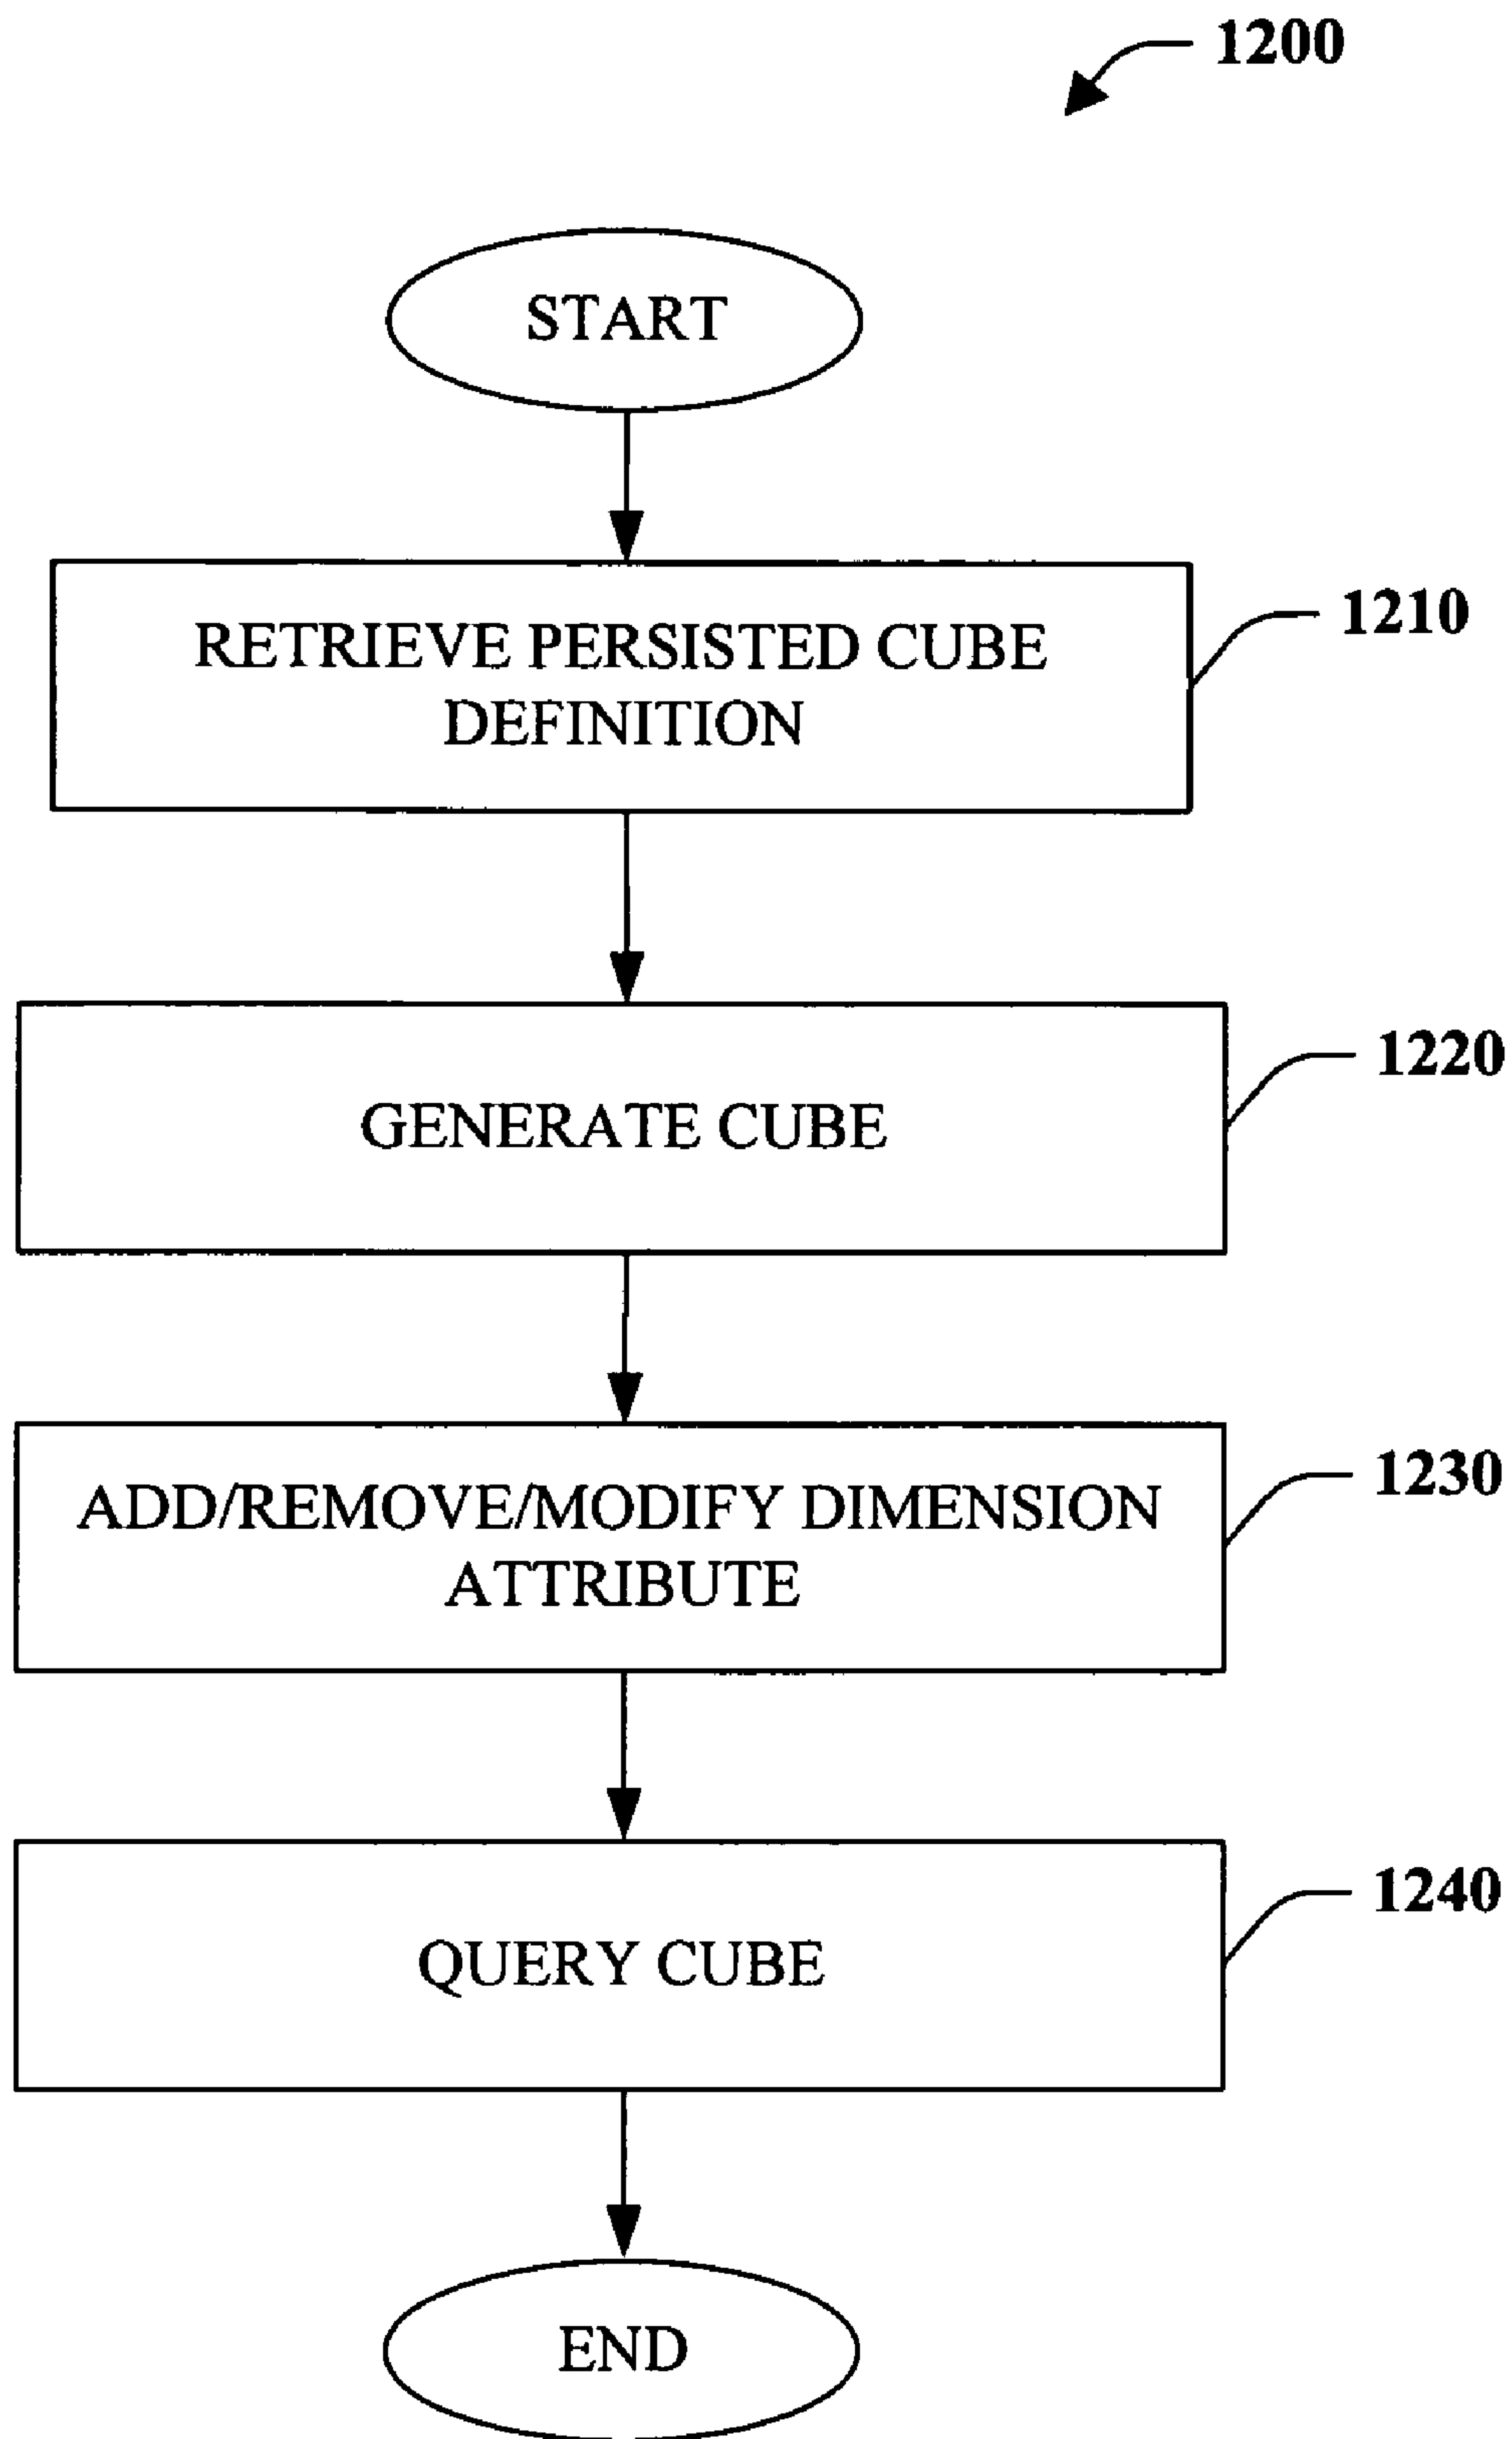 1200
START
RETRIEVE PERSISTED CUBE
DEFINITION
1210
GENERATE CUBE
1220
ADD/REMOVE/MODIFY DIMENSION
ATTRIBUTE
1230
QUERY CUBE
1240
END